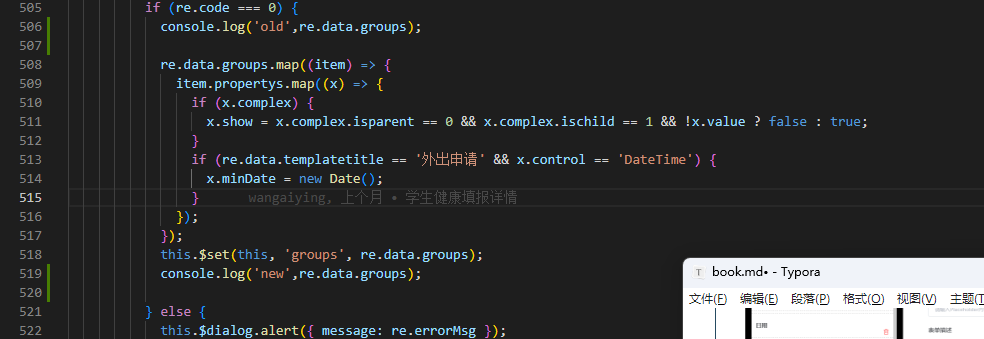 505 if (re.code === 0) {
506 console.log('old',re.data.groups);
507
508 re.data.groups.map((item) => {
509 item.propertys.map((x) => {
510 if (x.complex) {
511 x.show = x.complex.isparent == 0 && x.complex.ischild == 1 && !x.value ? false : true;
512 }
513 if (re.data.templatetitle == '外出申请' && x.control == 'DateTime') {
514 x.minDate = new Date();
515 } wangaiying, 上个月 • 学生健康填报详情
516 });
517 });
518 this.$set(this, 'groups', re.data.groups);
519 console.log('new',re.data.groups);
520
521 } else {
522 this.$dialog.alert({ message: re.errorMsg });
T book.md• - Typora
文件(F) 编辑(E) 段落(P) 格式(O) 视图(V) 主题(T
日期